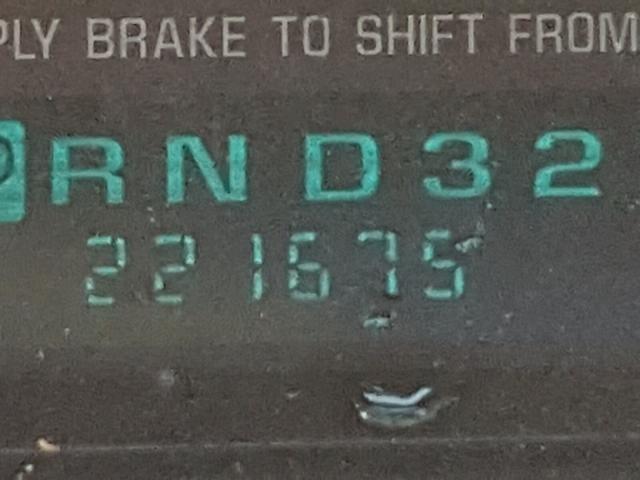 PLY BRAKE TO SHIFT FROM
P R N D 3 2
221675